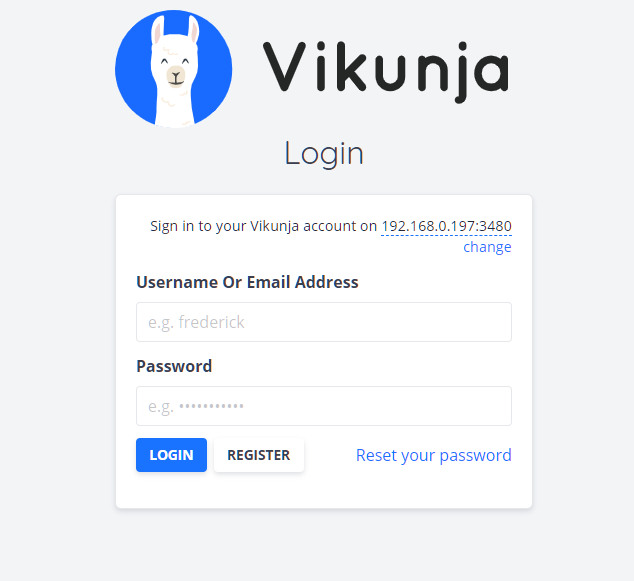 Vikunja
Login
Sign in to your Vikunja account on 192.168.0.197:3480
change
Username Or Email Address
e.g. frederick
Password
e.g. •••••••••••
LOGIN REGISTER Reset your password